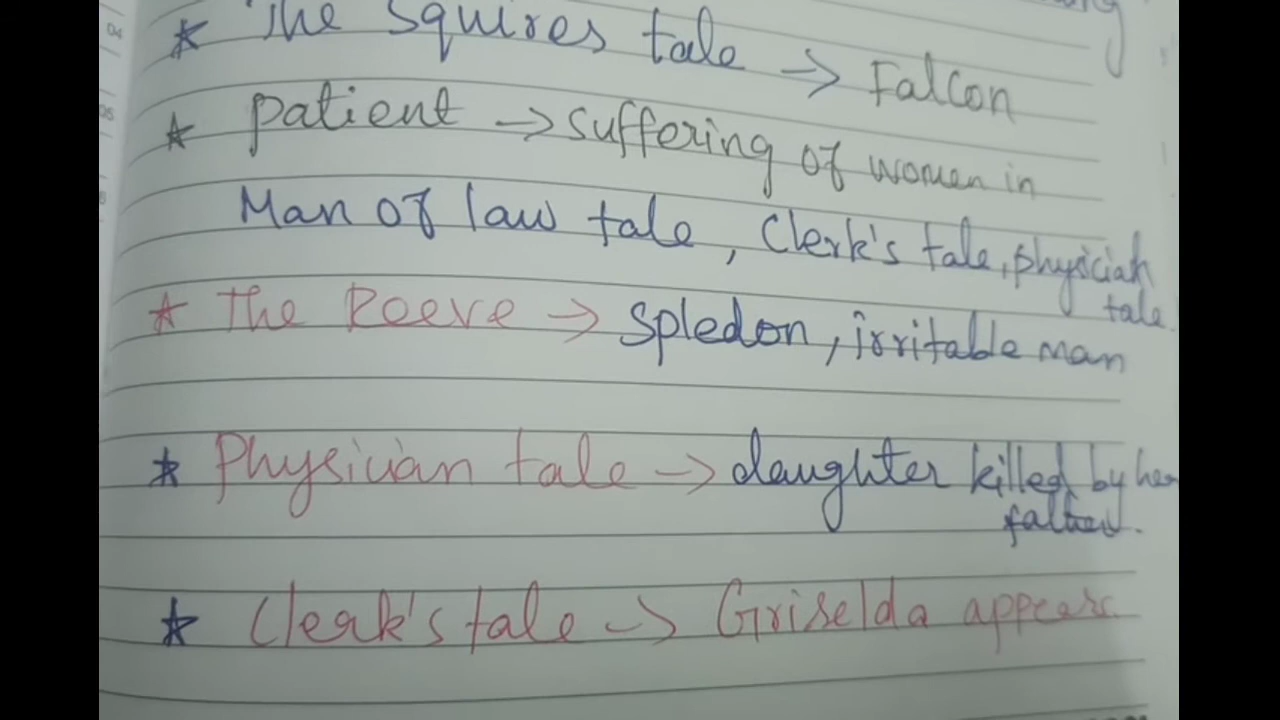 * The Squires tale → Falcon
* patient → suffering of women in
Man of law tale, Clerk's tale, physician
tale
* The Reeve → Spledon, irritable man
* Physician tale → daughter killed by her
father.
* Clerk's tale → Griselda appears